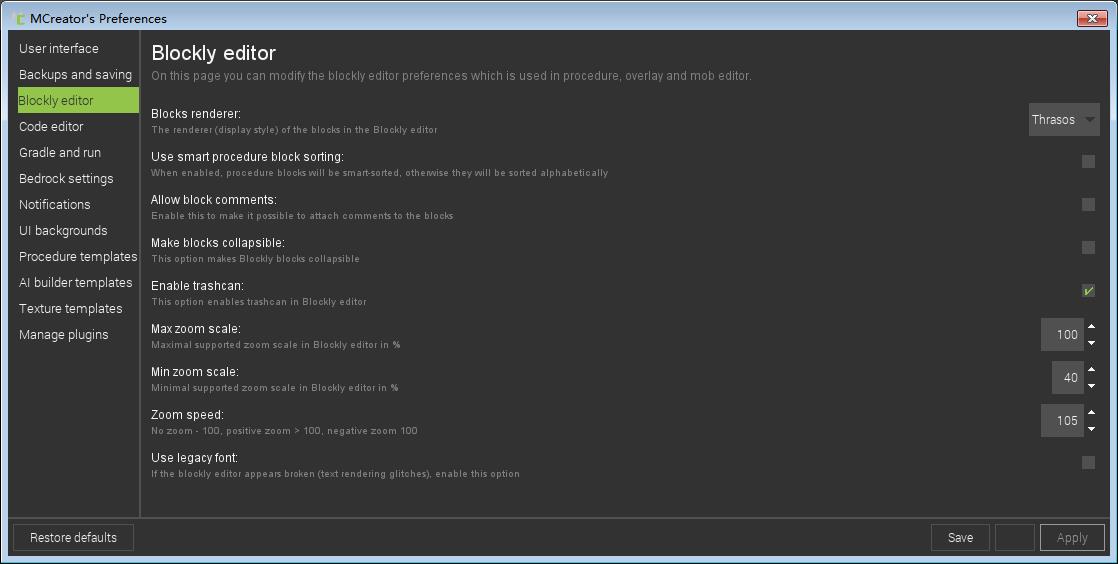 MCreator's Preferences
User interface
Backups and saving
Blockly editor
Code editor
Gradle and run
Bedrock settings
Notifications
UI backgrounds
Procedure templates
AI builder templates
Texture templates
Manage plugins
Blockly editor
On this page you can modify the blockly editor preferences which is used in procedure, overlay and mob editor.
Blocks renderer:
The renderer (display style) of the blocks in the Blockly editor
Thrasos
Use smart procedure block sorting:
When enabled, procedure blocks will be smart-sorted, otherwise they will be sorted alphabetically
Allow block comments:
Enable this to make it possible to attach comments to the blocks
Make blocks collapsible:
This option makes Blockly blocks collapsible
Enable trashcan:
This option enables trashcan in Blockly editor
Max zoom scale:
Maximal supported zoom scale in Blockly editor in %
100
Min zoom scale:
Minimal supported zoom scale in Blockly editor in %
40
Zoom speed:
No zoom - 100, positive zoom > 100, negative zoom 100
105
Use legacy font:
If the blockly editor appears broken (text rendering glitches), enable this option
Restore defaults
Save
Apply